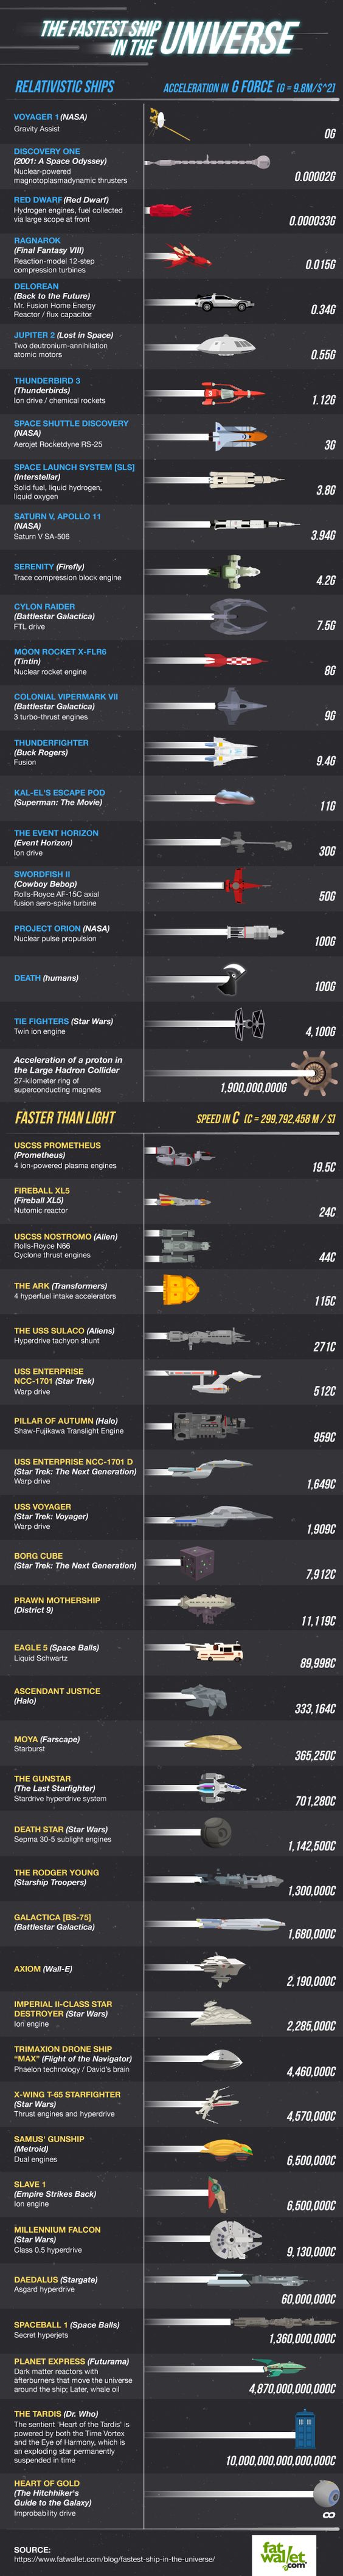 THE FASTEST SHIP
IN THE UNIVERSE
RELATIVISTIC SHIPS
ACCELERATION IN G FORCE [G = 9.8M/S^2]
VOYAGER 1 (NASA)
Gravity Assist
0G
DISCOVERY ONE
(2001: A Space Odyssey)
Nuclear-powered
magnotoplasmadynamic thrusters
0.00002G
RED DWARF (Red Dwarf)
Hydrogen engines, fuel collected
via large scope at front
0.000033G
RAGNAROK
(Final Fantasy VIII)
Reaction-model 12-step
compression turbines
0.015G
DELOREAN
(Back to the Future)
Mr. Fusion Home Energy
Reactor / flux capacitor
0.34G
JUPITER 2 (Lost in Space)
Two deutronium-annihilation
atomic motors
0.55G
THUNDERBIRD 3
(Thunderbirds)
Ion drive / chemical rockets
1.12G
SPACE SHUTTLE DISCOVERY
(NASA)
Aerojet Rocketdyne RS-25
3G
SPACE LAUNCH SYSTEM [SLS]
(Interstellar)
Solid fuel, liquid hydrogen,
liquid oxygen
3.8G
SATURN V, APOLLO 11
(NASA)
Saturn V SA-506
3.94G
SERENITY (Firefly)
Trace compression block engine
4.2G
CYLON RAIDER
(Battlestar Galactica)
FTL drive
7.5G
MOON ROCKET X-FLR6
(Tintin)
Nuclear rocket engine
8G
COLONIAL VIPERMARK VII
(Battlestar Galactica)
3 turbo-thrust engines
9G
THUNDERFIGHTER
(Buck Rogers)
Fusion
9.4G
KAL-EL'S ESCAPE POD
(Superman: The Movie)
11G
THE EVENT HORIZON
(Event Horizon)
Ion drive
30G
SWORDFISH II
(Cowboy Bebop)
Rolls-Royce AF-15C axial
fusion aero-spike turbine
50G
PROJECT ORION (NASA)
Nuclear pulse propulsion
100G
DEATH (humans)
100G
TIE FIGHTERS (Star Wars)
Twin ion engine
4,100G
Acceleration of a proton in
the Large Hadron Collider
27-kilometer ring of
superconducting magnets
1,900,000,000G
FASTER THAN LIGHT
SPEED IN C [C = 299,792,458 M / S]
USCSS PROMETHEUS
(Prometheus)
4 ion-powered plasma engines
19.5C
FIREBALL XL5
(Fireball XL5)
Nutomic reactor
24C
USCSS NOSTROMO (Alien)
Rolls-Royce N66
Cyclone thrust engines
44C
THE ARK (Transformers)
4 hyperfuel intake accelerators
115C
THE USS SULACO (Aliens)
Hyperdrive tachyon shunt
271C
USS ENTERPRISE
NCC-1701 (Star Trek)
Warp drive
512C
PILLAR OF AUTUMN (Halo)
Shaw-Fujikawa Translight Engine
959C
USS ENTERPRISE NCC-1701 D
(Star Trek: The Next Generation)
Warp drive
1,649C
USS VOYAGER
(Star Trek: Voyager)
Warp drive
1,909C
BORG CUBE
(Star Trek: The Next Generation)
7,912C
PRAWN MOTHERSHIP
(District 9)
11,119C
EAGLE 5 (Space Balls)
Liquid Schwartz
89,998C
ASCENDANT JUSTICE
(Halo)
333,164C
MOYA (Farscape)
Starburst
365,250C
THE GUNSTAR
(The Last Starfighter)
Stardrive hyperdrive system
701,280C
DEATH STAR (Star Wars)
Sepma 30-5 sublight engines
1,142,500C
THE RODGER YOUNG
(Starship Troopers)
1,300,000C
GALACTICA [BS-75]
(Battlestar Galactica)
1,680,000C
AXIOM (Wall-E)
2,190,000C
IMPERIAL II-CLASS STAR
DESTROYER (Star Wars)
Ion engine
2,285,000C
TRIMAXION DRONE SHIP
“MAX” (Flight of the Navigator)
Phaelon technology / David's brain
4,460,000C
X-WING T-65 STARFIGHTER
(Star Wars)
Thrust engines and hyperdrive
4,570,000C
SAMUS' GUNSHIP
(Metroid)
Dual engines
6,500,000C
SLAVE 1
(Empire Strikes Back)
Ion engine
6,500,000C
MILLENNIUM FALCON
(Star Wars)
Class 0.5 hyperdrive
9,130,000C
DAEDALUS (Stargate)
Asgard hyperdrive
60,000,000C
SPACEBALL 1 (Space Balls)
Secret hyperjets
1,360,000,000C
PLANET EXPRESS (Futurama)
Dark matter reactors with
afterburners that move the universe
around the ship; Later, whale oil
4,870,000,000,000C
THE TARDIS (Dr. Who)
The sentient 'Heart of the Tardis' is
powered by both the Time Vortex
and the Eye of Harmony, which is
an exploding star permanently
suspended in time
10,000,000,000,000,000C
HEART OF GOLD
(The Hitchhiker's
Guide to the Galaxy)
Improbability drive
∞
SOURCE:
https://www.fatwallet.com/blog/fastest-ship-in-the-universe/
fat
wallet
.com